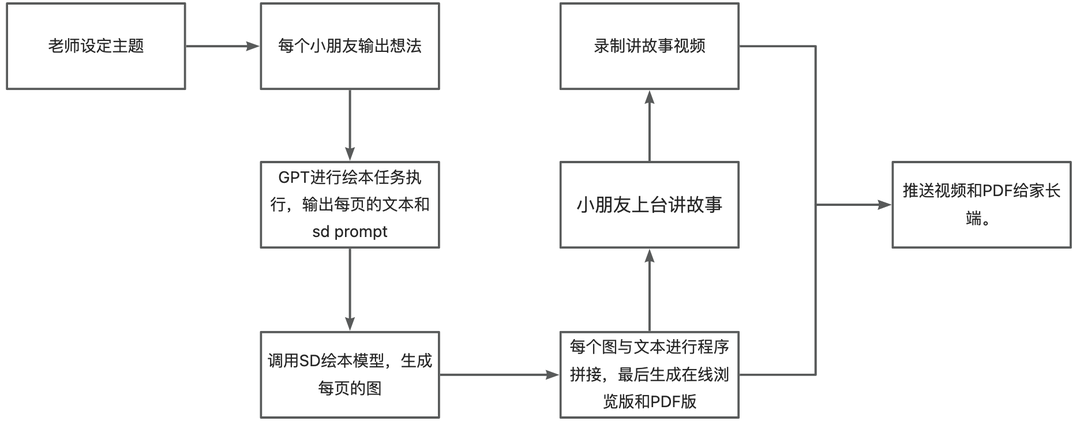 老师设定主题
每个小朋友输出想法
GPT进行绘本任务执
行，输出每页的文本和
sd prompt
调用SD绘本模型，生成
每页的图
每个图与文本进行程序
拼接，最后生成在线浏
览版和PDF版
小朋友上台讲故事
录制讲故事视频
推送视频和PDF给家长
端。